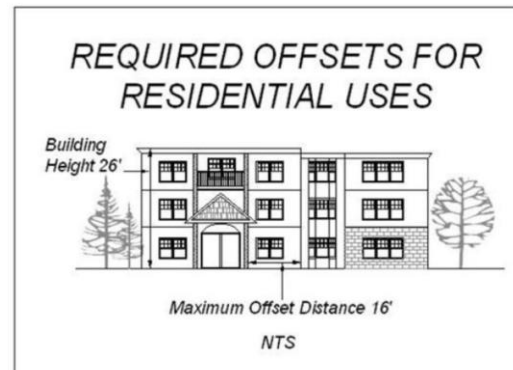 REQUIRED OFFSETS FOR
RESIDENTIAL USES
Building
Height 26'
Maximum Offset Distance 16'
NTS